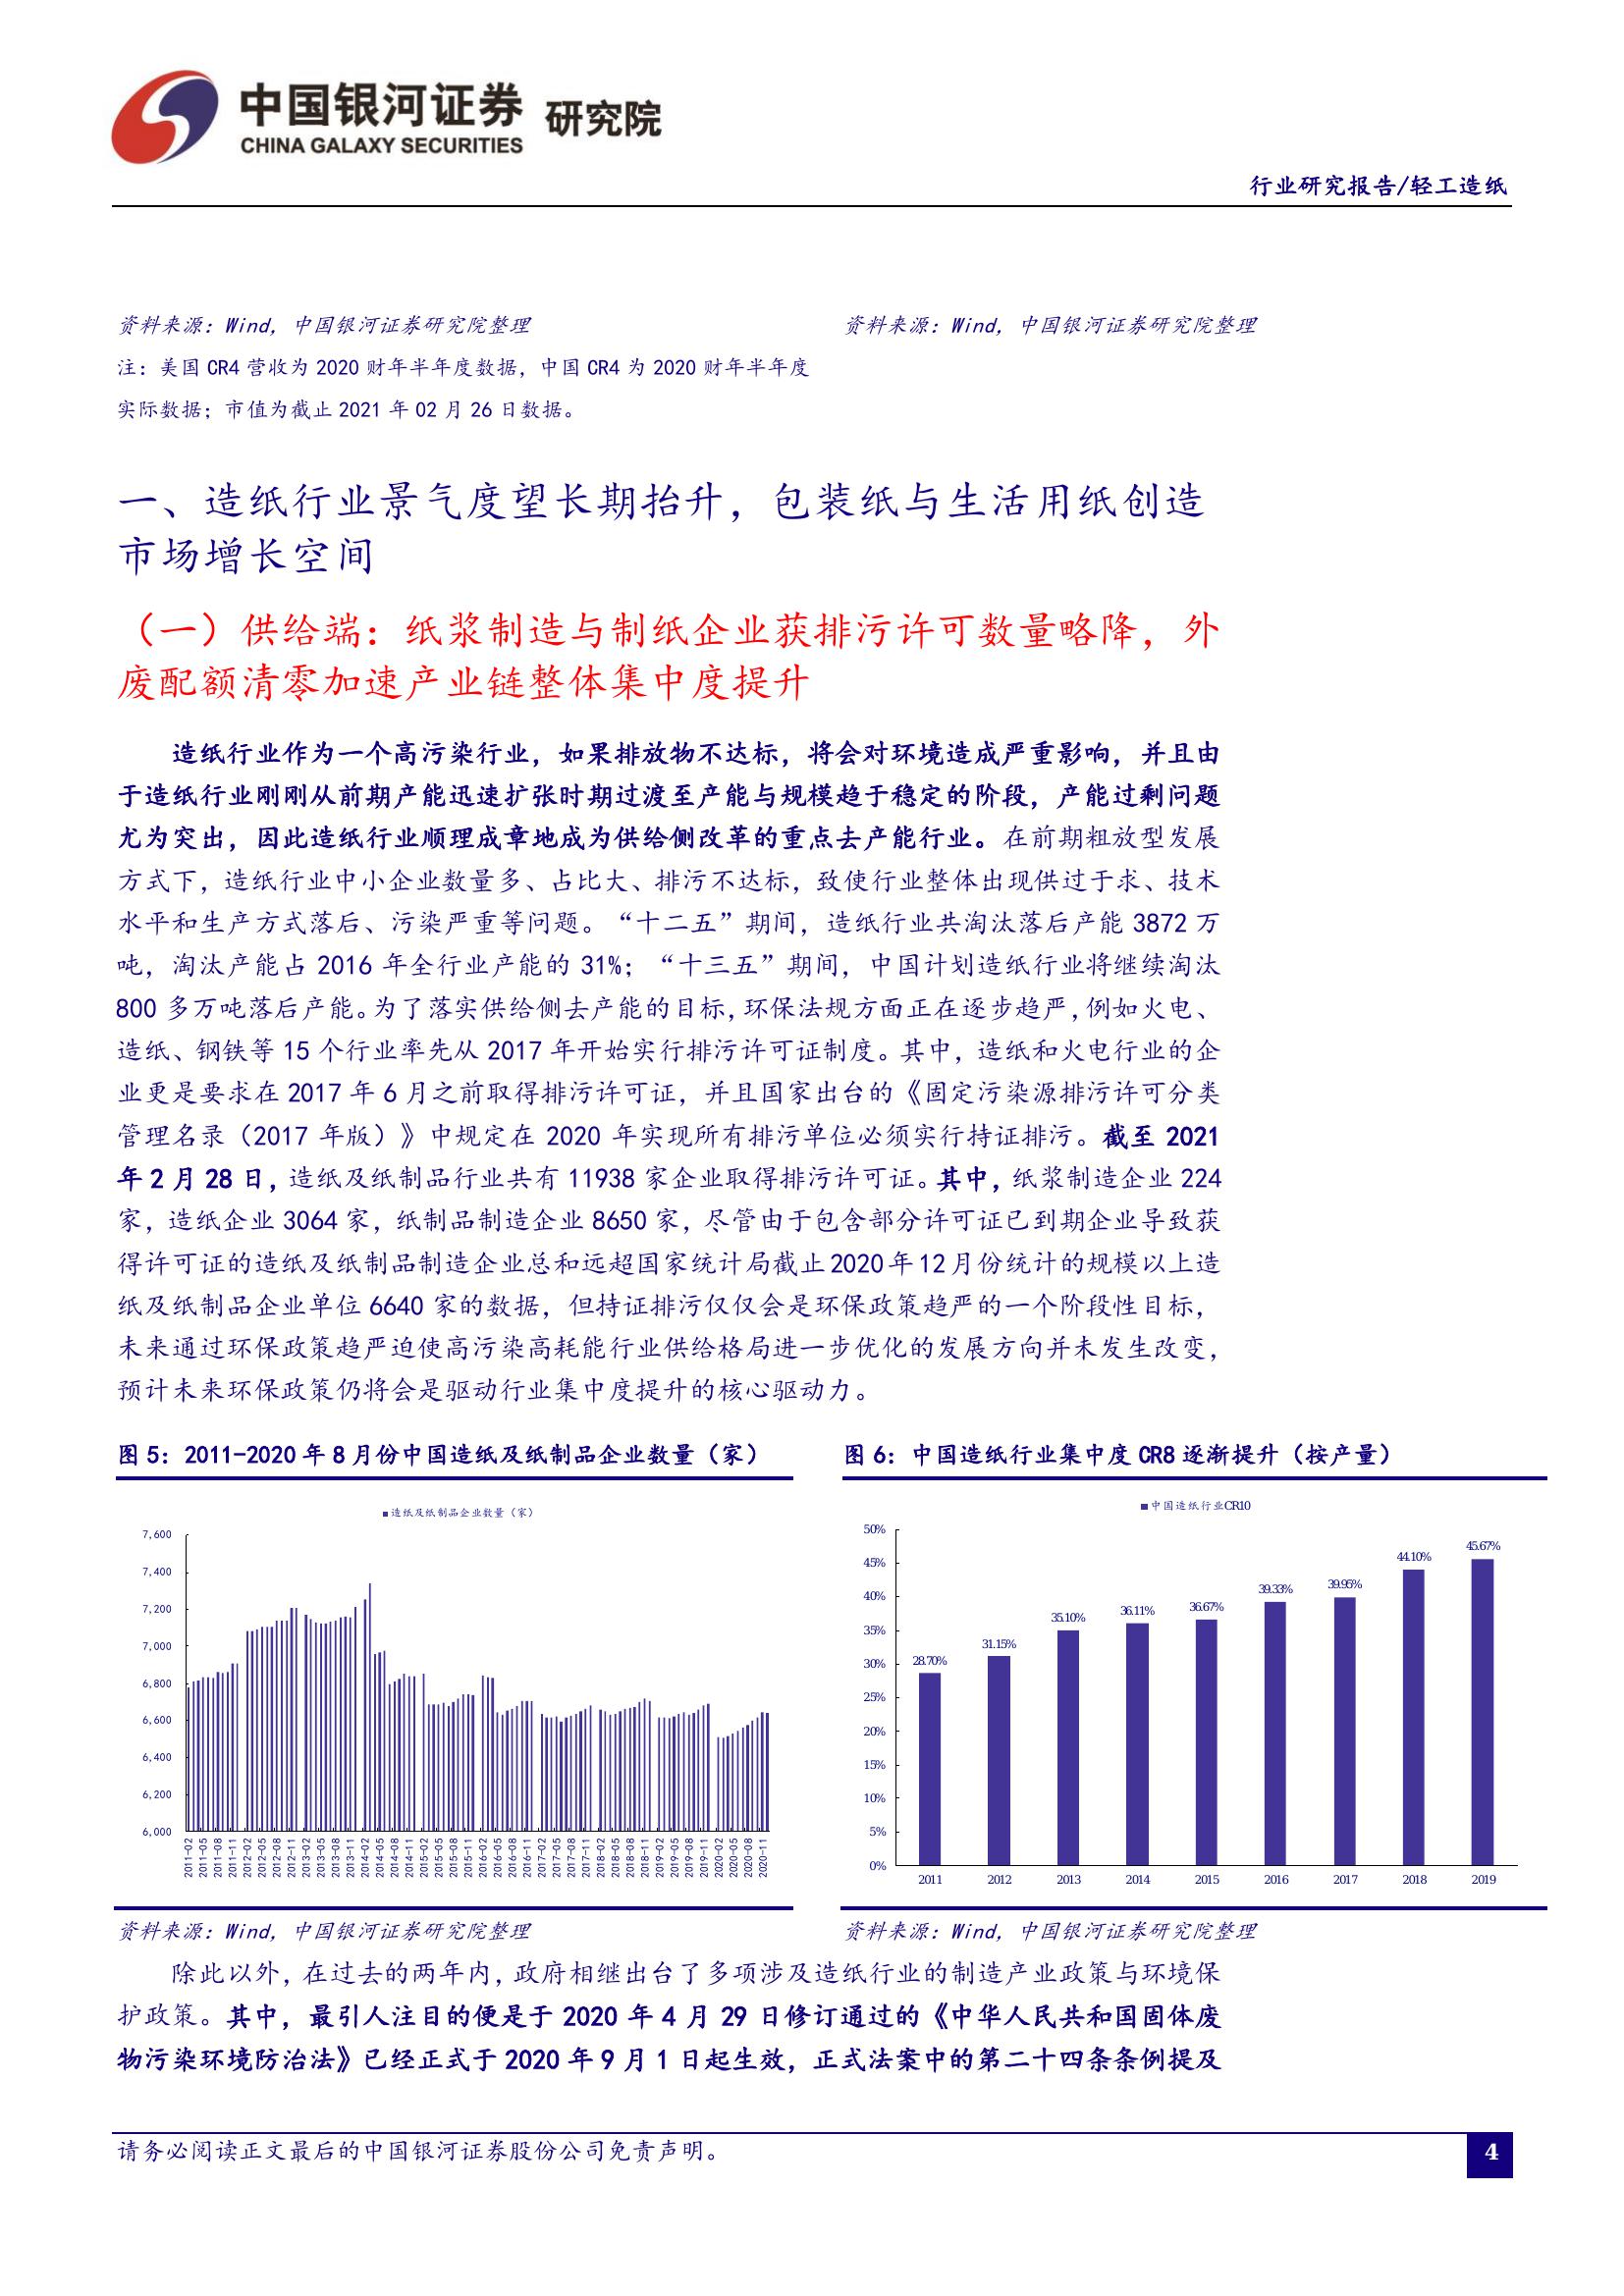 中国银河证券 研究院
CHINA GALAXY SECURITIES
行业研究报告/轻工造纸
资料来源：Wind, 中国银河证券研究院整理
注：美国 CR4 营收为 2020 财年半年度数据，中国 CR4 为 2020 财年半年度
实际数据；市值为截止 2021 年 02 月 26 日数据。
资料来源：Wind, 中国银河证券研究院整理
一、造纸行业景气度望长期抬升，包装纸与生活用纸创造
市场增长空间
（一）供给端：纸浆制造与制纸企业获排污许可数量略降，外
废配额清零加速产业链整体集中度提升
造纸行业作为一个高污染行业，如果排放物不达标，将会对环境造成严重影响，并且由
于造纸行业刚刚从前期产能迅速扩张时期过渡至产能与规模趋于稳定的阶段，产能过剩问题
尤为突出，因此造纸行业顺理成章地成为供给侧改革的重点去产能行业。在前期粗放型发展
方式下，造纸行业中小企业数量多、占比大、排污不达标，致使行业整体出现供过于求、技术
水平和生产方式落后、污染严重等问题。“十二五”期间，造纸行业共淘汰落后产能 3872 万
吨，淘汰产能占 2016 年全行业产能的 31%；“十三五”期间，中国计划造纸行业将继续淘汰
800 多万吨落后产能。为了落实供给侧去产能的目标，环保法规方面正在逐步趋严，例如火电、
造纸、钢铁等 15 个行业率先从 2017 年开始实行排污许可证制度。其中，造纸和火电行业的企
业更是要求在 2017 年 6 月之前取得排污许可证，并且国家出台的《固定污染源排污许可分类
管理名录（2017 年版）》中规定在 2020 年实现所有排污单位必须实行持证排污。截至 2021
年 2 月 28 日，造纸及纸制品行业共有 11938 家企业取得排污许可证。其中，纸浆制造企业 224
家，造纸企业 3064 家，纸制品制造企业 8650 家，尽管由于包含部分许可证已到期企业导致获
得许可证的造纸及纸制品制造企业总和远超国家统计局截止 2020 年 12 月份统计的规模以上造
纸及纸制品企业单位 6640 家的数据，但持证排污仅仅会是环保政策趋严的一个阶段性目标，
未来通过环保政策趋严迫使高污染高耗能行业供给格局进一步优化的发展方向并未发生改变，
预计未来环保政策仍将会是驱动行业集中度提升的核心驱动力。
图 5：2011-2020 年 8 月份中国造纸及纸制品企业数量（家）
造纸及纸制品企业数量（家）
7,600
7,400
7,200
7,000
6,800
6,600
6,400
6,200
6,000
2011-02
2011-05
2011-08
2011-11
2012-02
2012-05
2012-08
2012-11
2013-02
2013-05
2013-08
2013-11
2014-02
2014-05
2014-08
2014-11
2015-02
2015-05
2015-08
2015-11
2016-02
2016-05
2016-08
2016-11
2017-02
2017-05
2017-08
2017-11
2018-02
2018-05
2018-08
2018-11
2019-02
2019-05
2019-08
2019-11
2020-02
2020-05
2020-08
2020-11
资料来源：Wind, 中国银河证券研究院整理
图 6：中国造纸行业集中度 CR8 逐渐提升（按产量）
中国造纸行业CR10
50%
45%
40%
35%
30%
25%
20%
15%
10%
5%
0%
28.70%
31.15%
35.10%
36.11%
36.67%
39.33%
39.95%
44.10%
45.67%
2011 2012 2013 2014 2015 2016 2017 2018 2019
资料来源：Wind, 中国银河证券研究院整理
除此以外，在过去的两年内，政府相继出台了多项涉及造纸行业的制造产业政策与环境保
护政策。其中，最引人注目的便是于 2020 年 4 月 29 日修订通过的《中华人民共和国固体废
物污染环境防治法》已经正式于 2020 年 9 月 1 日起生效，正式法案中的第二十四条条例提及
请务必阅读正文最后的中国银河证券股份公司免责声明。
4